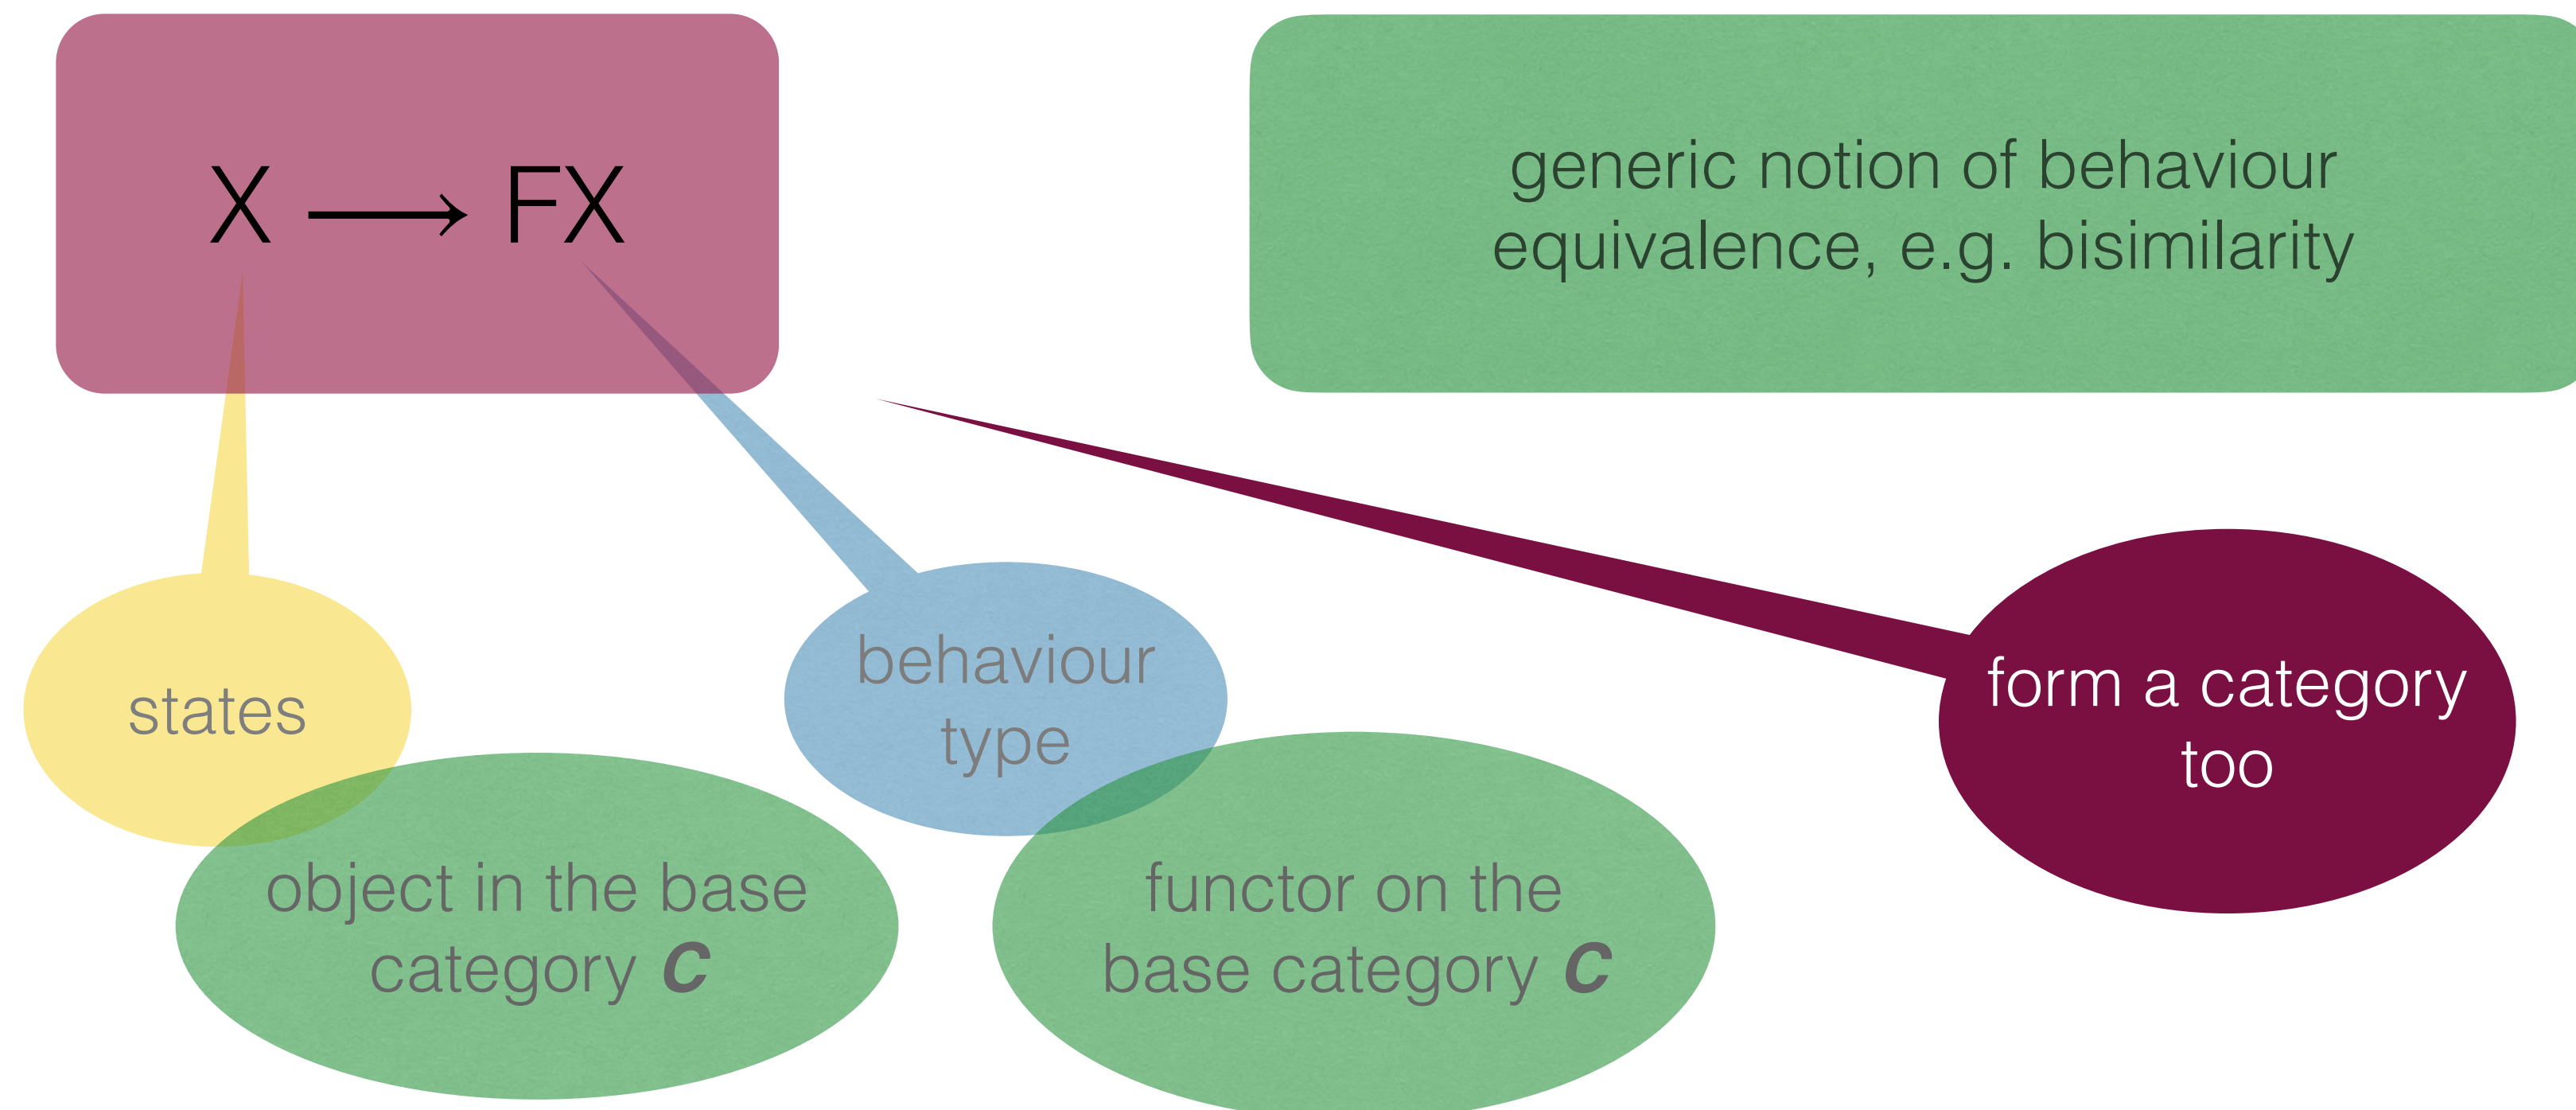 X ⟶ FX
generic notion of behaviour
equivalence, e.g. bisimilarity
states
behaviour
type
form a category
too
object in the base
category C
functor on the
base category C